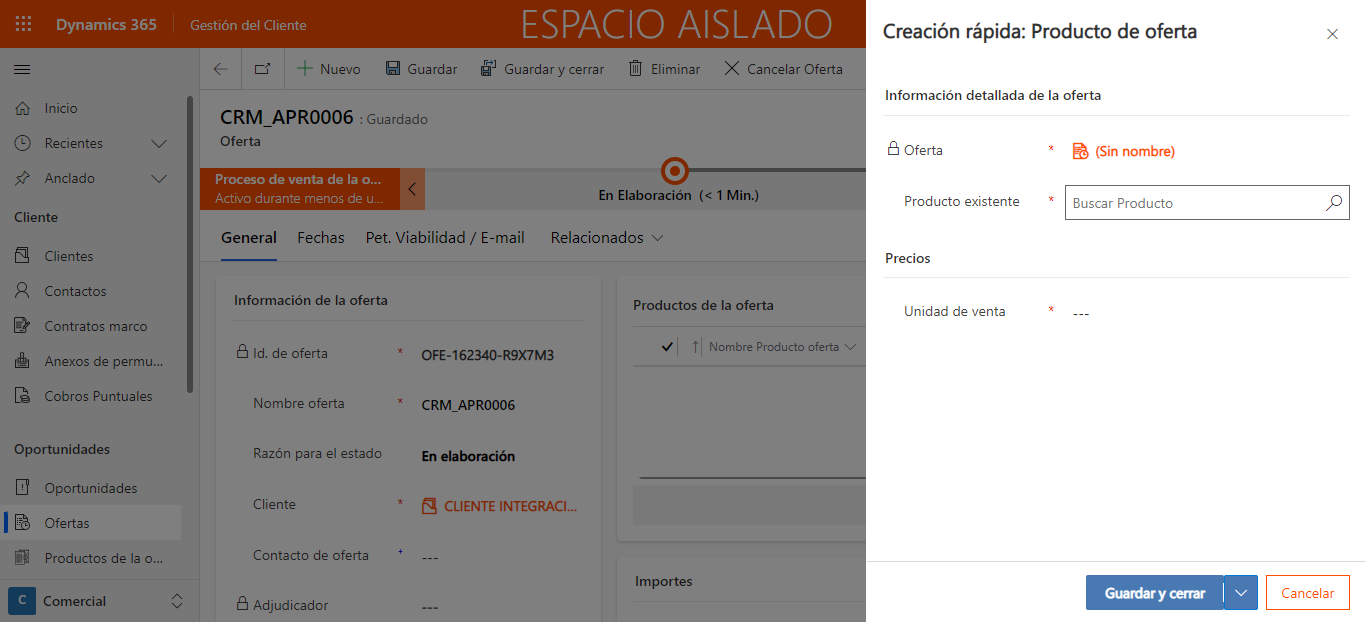 Dynamics 365
Gestión del Cliente
ESPACIO AISLADO
Nuevo
Guardar
Guardar y cerrar
Eliminar
Cancelar Oferta
Inicio
Recientes
Anclado
Cliente
Clientes
Contactos
Contratos marco
Anexos de permu...
Cobros Puntuales
Oportunidades
Oportunidades
Ofertas
Productos de la o...
C
Comercial
CRM_APR0006 : Guardado
Oferta
Proceso de venta de la o...
Activo durante menos de u...
En Elaboración (< 1 Min.)
General
Fechas
Pet. Viabilidad / E-mail
Relacionados
Información de la oferta
Id. de oferta * OFE-162340-R9X7M3
Nombre oferta * CRM_APR0006
Razón para el estado En elaboración
Cliente * CLIENTE INTEGRACI...
Contacto de oferta + ---
Adjudicador ---
Productos de la oferta
Nombre Producto oferta
Importes
Creación rápida: Producto de oferta
Información detallada de la oferta
Oferta * (Sin nombre)
Producto existente * Buscar Producto
Precios
Unidad de venta * ---
Guardar y cerrar
Cancelar